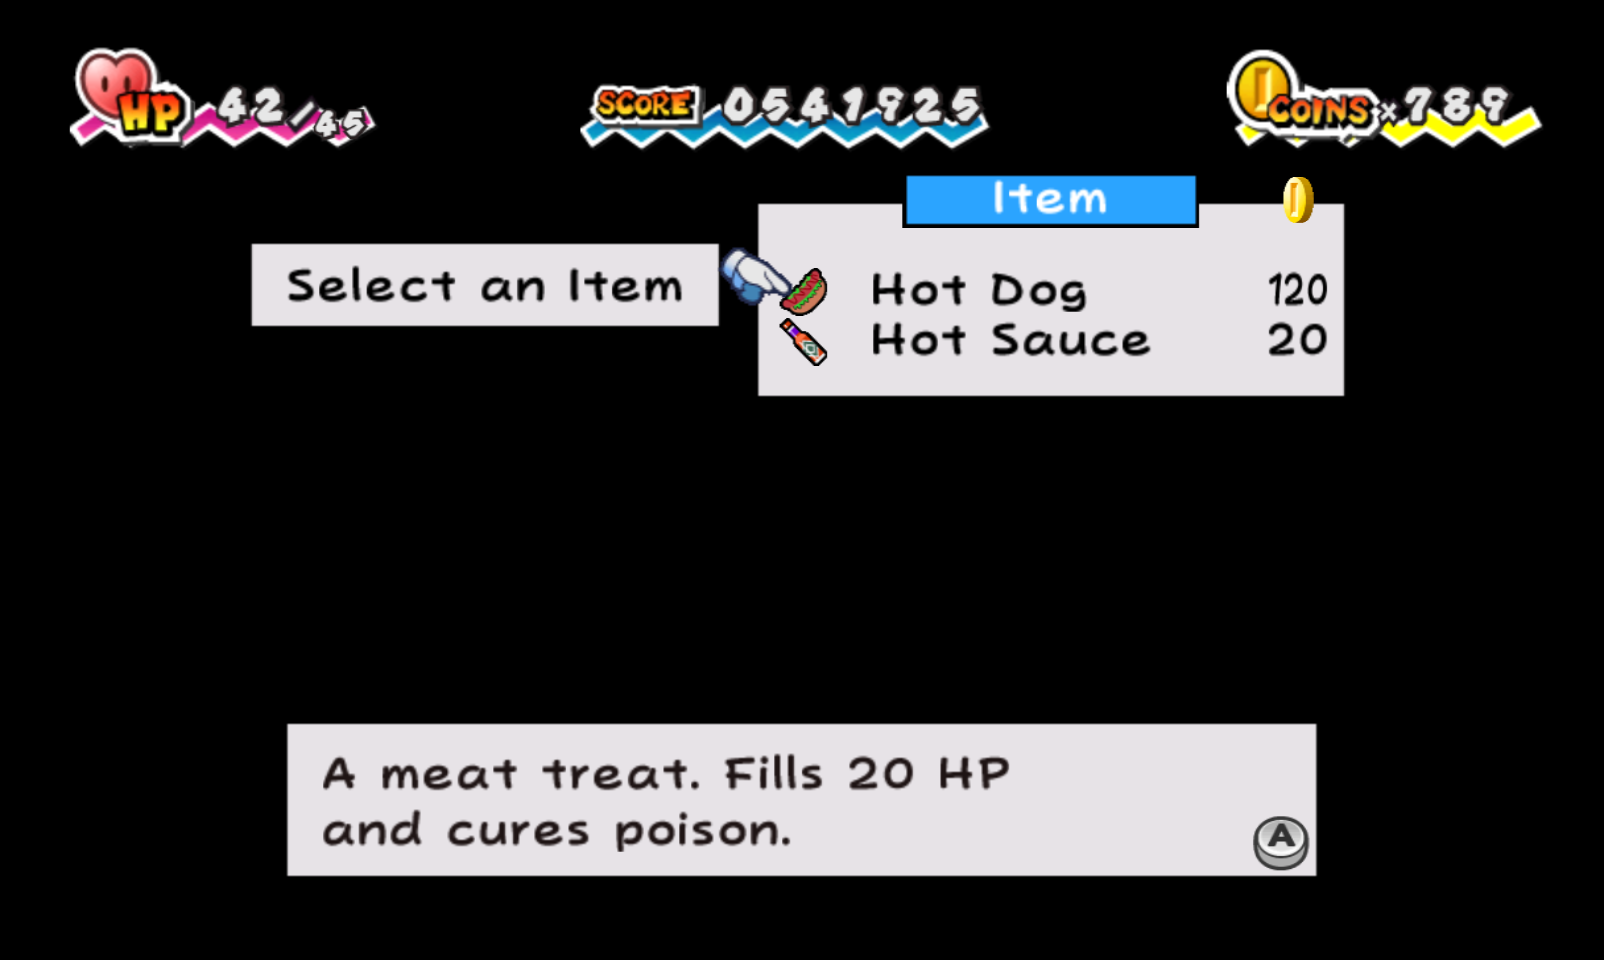 HP 42/45
SCORE 0541925
COINS×789
Item
Select an Item
Hot Dog 120
Hot Sauce 20
A meat treat. Fills 20 HP
and cures poison.
A